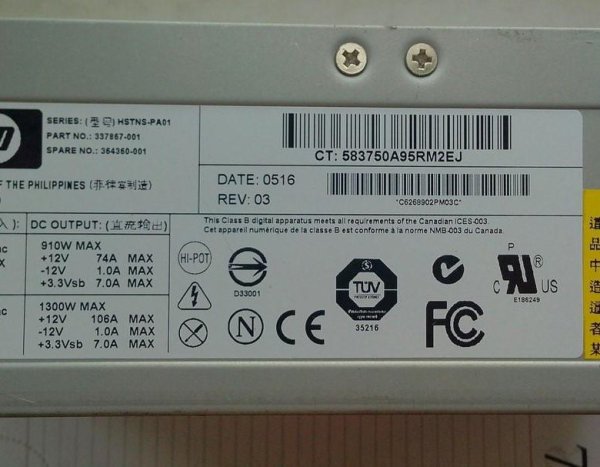 SERIES: (型号) HSTNS-PA01
PART NO.: 337867-001
SPARE NO.: 364360-001
OF THE PHILIPPINES (菲律宾制造)
CT: 583750A95RM2EJ
DATE: 0516
REV: 03
*C6268902PM03C*
This Class B digital apparatus meets all requirements of the Canadian ICES-003.
Cet appareil numérique de la classe B est conforme à la norme NMB-003 du Canada.
DC OUTPUT: (直流输出)
910W MAX
+12V 74A MAX
-12V 1.0A MAX
+3.3Vsb 7.0A MAX
1300W MAX
+12V 106A MAX
-12V 1.0A MAX
+3.3Vsb 7.0A MAX
HI-POT
D33001
N
CE
TUV
35216
FC
P
C RU US
E186249